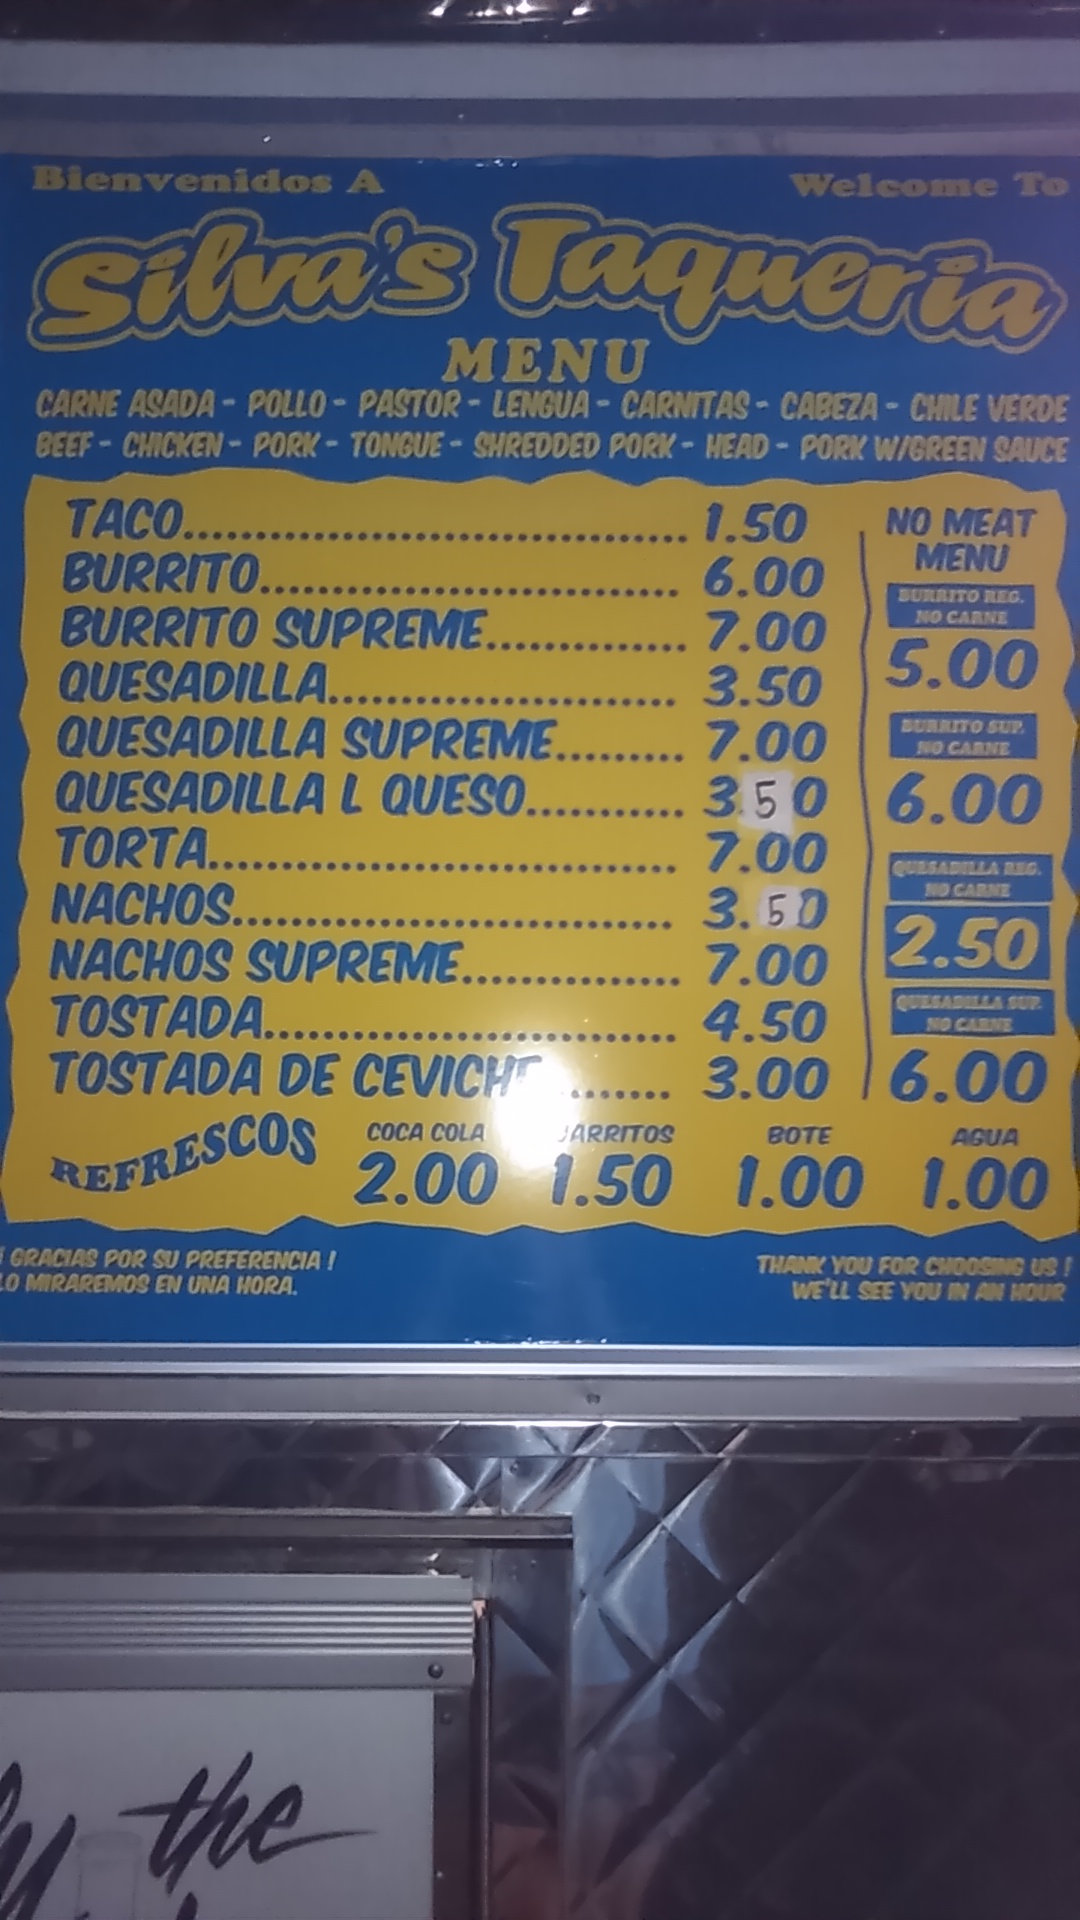 Bienvenidos A Welcome To
Silva's Taqueria
MENU
CARNE ASADA - POLLO - PASTOR - LENGUA - CARNITAS - CABEZA - CHILE VERDE
BEEF - CHICKEN - PORK - TONGUE - SHREDDED PORK - HEAD - PORK W/GREEN SAUCE
TACO 1.50
BURRITO 6.00
BURRITO SUPREME 7.00
QUESADILLA 3.50
QUESADILLA SUPREME 7.00
QUESADILLA L QUESO 3.50
TORTA 7.00
NACHOS 3.50
NACHOS SUPREME 7.00
TOSTADA 4.50
TOSTADA DE CEVICHE 3.00
NO MEAT
MENU
BURRITO REG.
NO CARNE
5.00
BURRITO SUP.
NO CARNE
6.00
QUESADILLA REG.
NO CARNE
2.50
QUESADILLA SUP.
NO CARNE
6.00
REFRESCOS
COCA COLA JARRITOS BOTE AGUA
2.00 1.50 1.00 1.00
¡ GRACIAS POR SU PREFERENCIA !
LO MIRAREMOS EN UNA HORA.
THANK YOU FOR CHOOSING US !
WE'LL SEE YOU IN AN HOUR
the